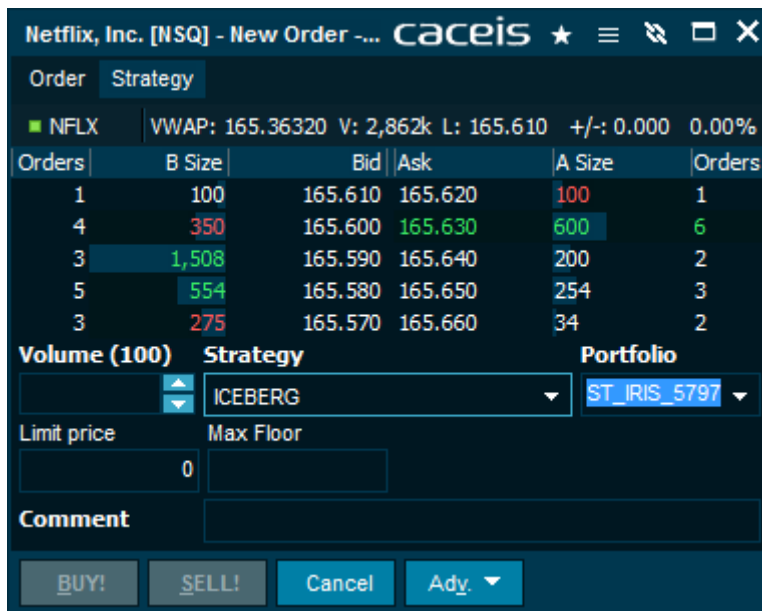 Netflix, Inc. [NSQ] - New Order -... caceis
Order Strategy
NFLX VWAP: 165.36320 V: 2,862k L: 165.610 +/-: 0.000 0.00%
Orders B Size Bid Ask A Size Orders
1 100 165.610 165.620 100 1
4 350 165.600 165.630 600 6
3 1,508 165.590 165.640 200 2
5 554 165.580 165.650 254 3
3 275 165.570 165.660 34 2
Volume (100) Strategy Portfolio
ICEBERG ST_IRIS_5797
Limit price Max Floor
0
Comment
BUY! SELL! Cancel Adv.